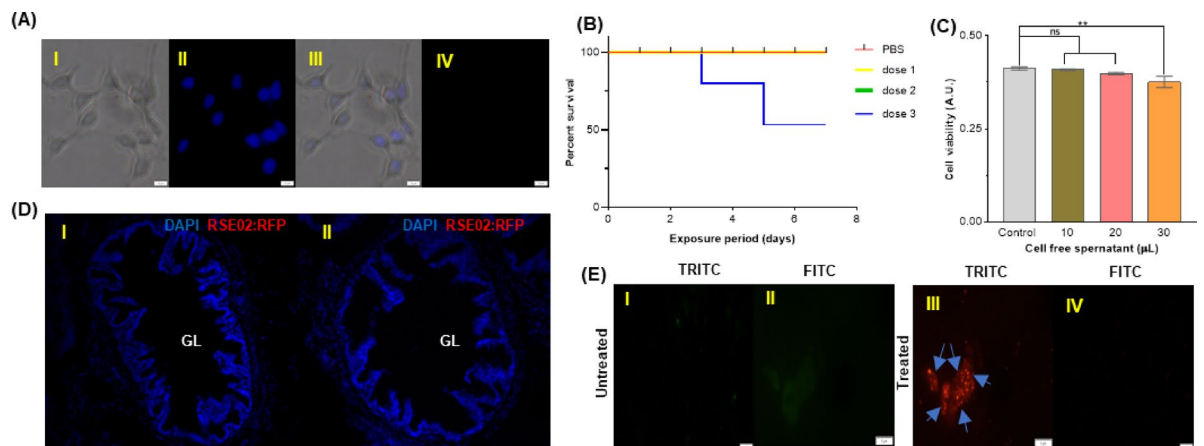 (A)
I
II
III
IV
(B)
100
50
0
0
2
4
6
8
Percent survival
Exposure period (days)
PBS
dose 1
dose 2
dose 3
(C)
**
ns
0.50
0.25
0.00
Cell viability (A.U.)
Control
10
20
30
Cell free spernatant (µL)
(D)
I
DAPI RSE02:RFP
GL
II
DAPI RSE02:RFP
GL
(E)
TRITC
FITC
TRITC
FITC
Untreated
I
II
Treated
III
IV